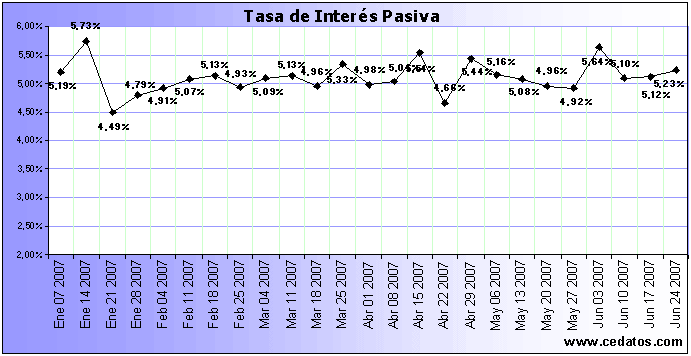 Tasa de Interés Pasiva
6,00%
5,50%
5,00%
4,50%
4,00%
3,50%
3,00%
2,50%
2,00%
5.19%
5.73%
4.49%
4.79%
4.91%
5.07%
5.13%
4.93%
5.09%
5.13%
4.96%
5.33%
4.98%
5.54%
4.66%
5.44%
5.16%
5.08%
4.96%
4.92%
5.64%
5.10%
5.12%
5.23%
Ene 07 2007
Ene 14 2007
Ene 21 2007
Ene 28 2007
Feb 04 2007
Feb 11 2007
Feb 18 2007
Feb 25 2007
Mar 04 2007
Mar 11 2007
Mar 18 2007
Mar 25 2007
Abr 01 2007
Abr 08 2007
Abr 15 2007
Abr 22 2007
Abr 29 2007
May 06 2007
May 13 2007
May 20 2007
May 27 2007
Jun 03 2007
Jun 10 2007
Jun 17 2007
Jun 24 2007
www.cedatos.com